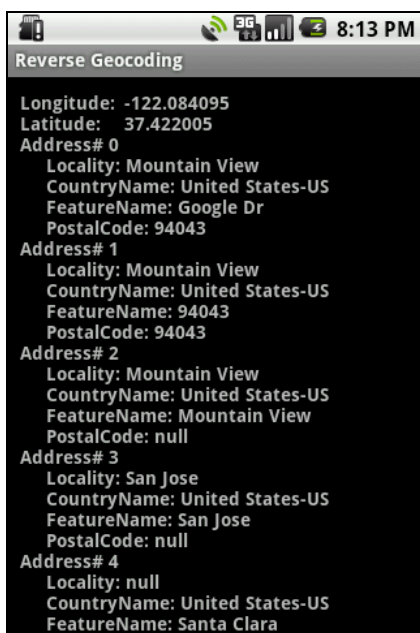 3G
8:13 PM
Reverse Geocoding
Longitude: -122.084095
Latitude: 37.422005
Address# 0
Locality: Mountain View
CountryName: United States-US
FeatureName: Google Dr
PostalCode: 94043
Address# 1
Locality: Mountain View
CountryName: United States-US
FeatureName: 94043
PostalCode: 94043
Address# 2
Locality: Mountain View
CountryName: United States-US
FeatureName: Mountain View
PostalCode: null
Address# 3
Locality: San Jose
CountryName: United States-US
FeatureName: San Jose
PostalCode: null
Address# 4
Locality: null
CountryName: United States-US
FeatureName: Santa Clara